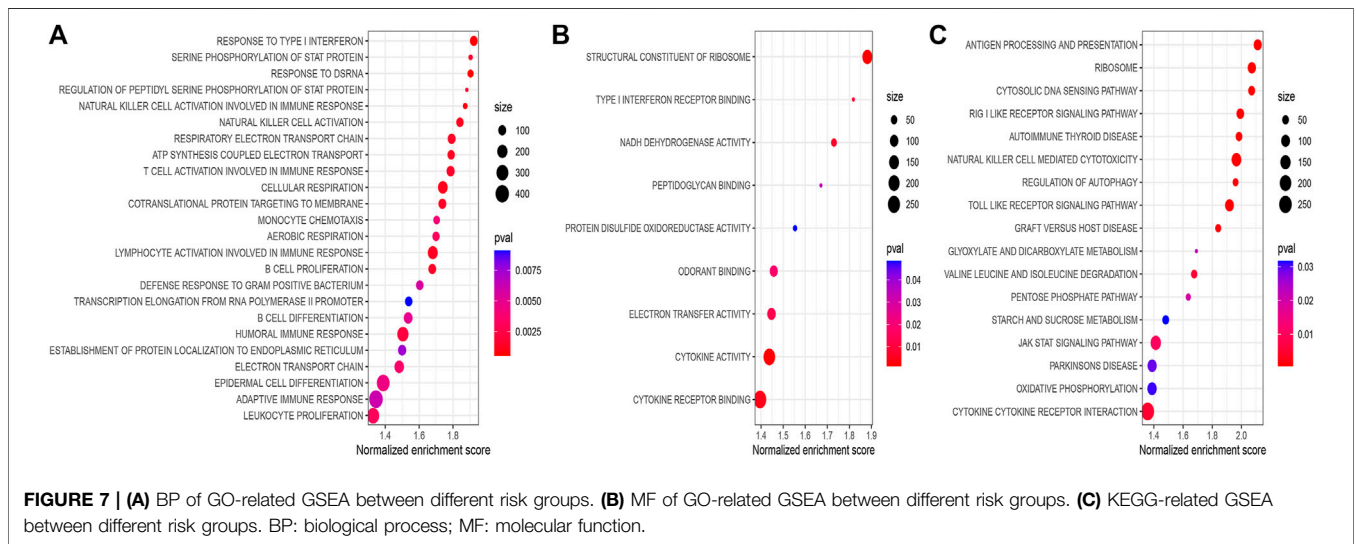 A
RESPONSE TO TYPE I INTERFERON
SERINE PHOSPHORYLATION OF STAT PROTEIN
RESPONSE TO DSRNA
REGULATION OF PEPTIDYL SERINE PHOSPHORYLATION OF STAT PROTEIN
NATURAL KILLER CELL ACTIVATION INVOLVED IN IMMUNE RESPONSE
NATURAL KILLER CELL ACTIVATION
RESPIRATORY ELECTRON TRANSPORT CHAIN
ATP SYNTHESIS COUPLED ELECTRON TRANSPORT
T CELL ACTIVATION INVOLVED IN IMMUNE RESPONSE
CELLULAR RESPIRATION
COTRANSLATIONAL PROTEIN TARGETING TO MEMBRANE
MONOCYTE CHEMOTAXIS
AEROBIC RESPIRATION
LYMPHOCYTE ACTIVATION INVOLVED IN IMMUNE RESPONSE
B CELL PROLIFERATION
DEFENSE RESPONSE TO GRAM POSITIVE BACTERIUM
TRANSCRIPTION ELONGATION FROM RNA POLYMERASE II PROMOTER
B CELL DIFFERENTIATION
HUMORAL IMMUNE RESPONSE
ESTABLISHMENT OF PROTEIN LOCALIZATION TO ENDOPLASMIC RETICULUM
ELECTRON TRANSPORT CHAIN
EPIDERMAL CELL DIFFERENTIATION
ADAPTIVE IMMUNE RESPONSE
LEUKOCYTE PROLIFERATION
1.4 1.6 1.8
Normalized enrichment score
size
100
200
300
400
pval
0.0075
0.0050
0.0025
B
STRUCTURAL CONSTITUENT OF RIBOSOME
TYPE I INTERFERON RECEPTOR BINDING
NADH DEHYDROGENASE ACTIVITY
PEPTIDOGLYCAN BINDING
PROTEIN DISULFIDE OXIDOREDUCTASE ACTIVITY
ODORANT BINDING
ELECTRON TRANSFER ACTIVITY
CYTOKINE ACTIVITY
CYTOKINE RECEPTOR BINDING
1.4 1.5 1.6 1.7 1.8 1.9
Normalized enrichment score
size
50
100
150
200
250
pval
0.04
0.03
0.02
0.01
C
ANTIGEN PROCESSING AND PRESENTATION
RIBOSOME
CYTOSOLIC DNA SENSING PATHWAY
RIG I LIKE RECEPTOR SIGNALING PATHWAY
AUTOIMMUNE THYROID DISEASE
NATURAL KILLER CELL MEDIATED CYTOTOXICITY
REGULATION OF AUTOPHAGY
TOLL LIKE RECEPTOR SIGNALING PATHWAY
GRAFT VERSUS HOST DISEASE
GLYOXYLATE AND DICARBOXYLATE METABOLISM
VALINE LEUCINE AND ISOLEUCINE DEGRADATION
PENTOSE PHOSPHATE PATHWAY
STARCH AND SUCROSE METABOLISM
JAK STAT SIGNALING PATHWAY
PARKINSONS DISEASE
OXIDATIVE PHOSPHORYLATION
CYTOKINE CYTOKINE RECEPTOR INTERACTION
1.4 1.6 1.8 2.0
Normalized enrichment score
size
50
100
150
200
250
pval
0.03
0.02
0.01
FIGURE 7 | (A) BP of GO-related GSEA between different risk groups. (B) MF of GO-related GSEA between different risk groups. (C) KEGG-related GSEA
between different risk groups. BP: biological process; MF: molecular function.